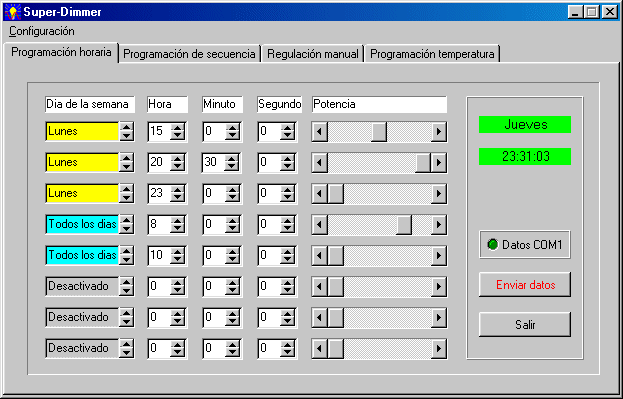 Super-Dimmer
Configuración
Programación horaria Programación de secuencia Regulación manual Programación temperatura
Dia de la semana Hora Minuto Segundo Potencia
Lunes 15 0 0
Lunes 20 30 0
Lunes 23 0 0
Todos los dias 8 0 0
Todos los dias 10 0 0
Desactivado 0 0 0
Desactivado 0 0 0
Desactivado 0 0 0
Jueves
23:31:03
Datos COM1
Enviar datos
Salir